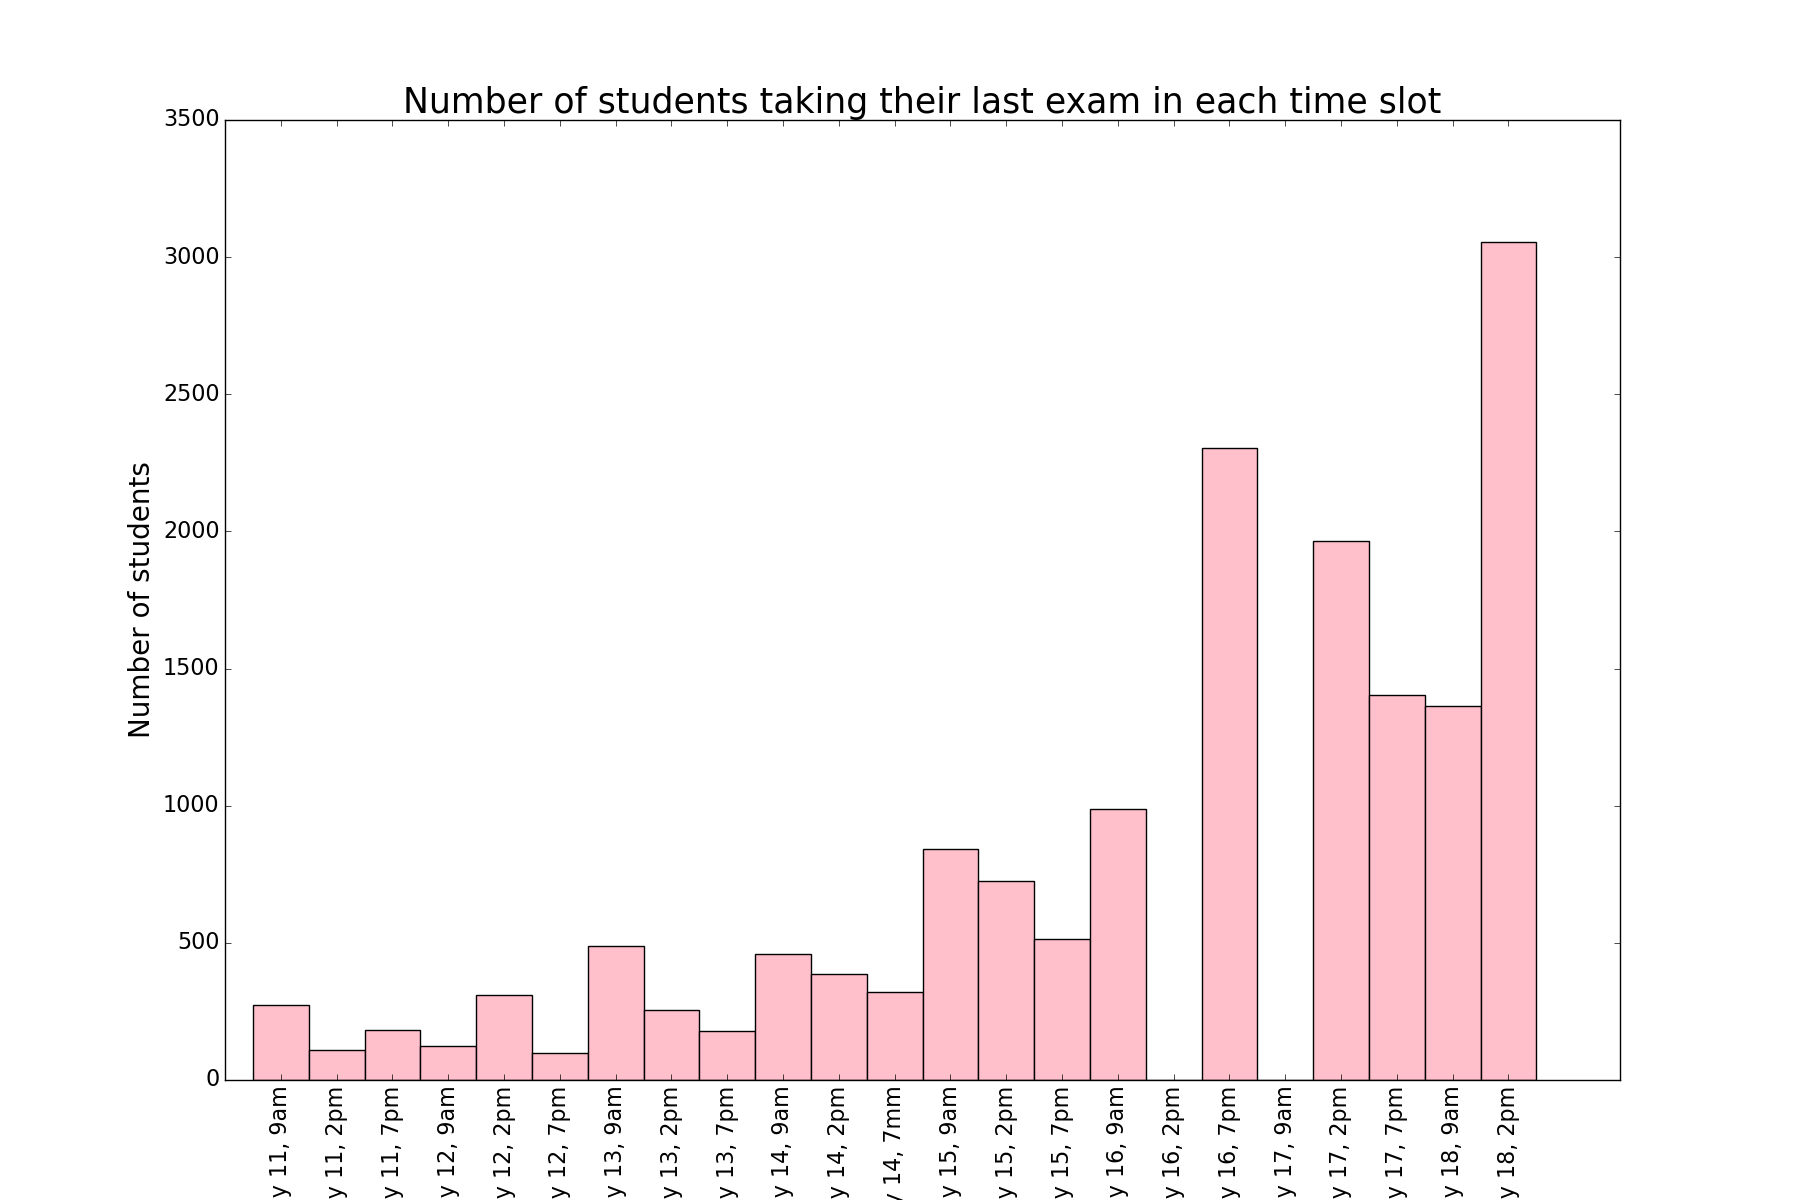 Number of students taking their last exam in each time slot
3500
3000
2500
2000
1500
1000
500
0
Number of students
y 11, 9am
y 11, 2pm
y 11, 7pm
y 12, 9am
y 12, 2pm
y 12, 7pm
y 13, 9am
y 13, 2pm
y 13, 7pm
y 14, 9am
y 14, 2pm
y 14, 7mm
y 15, 9am
y 15, 2pm
y 15, 7pm
y 16, 9am
y 16, 2pm
y 16, 7pm
y 17, 9am
y 17, 2pm
y 17, 7pm
y 18, 9am
y 18, 2pm